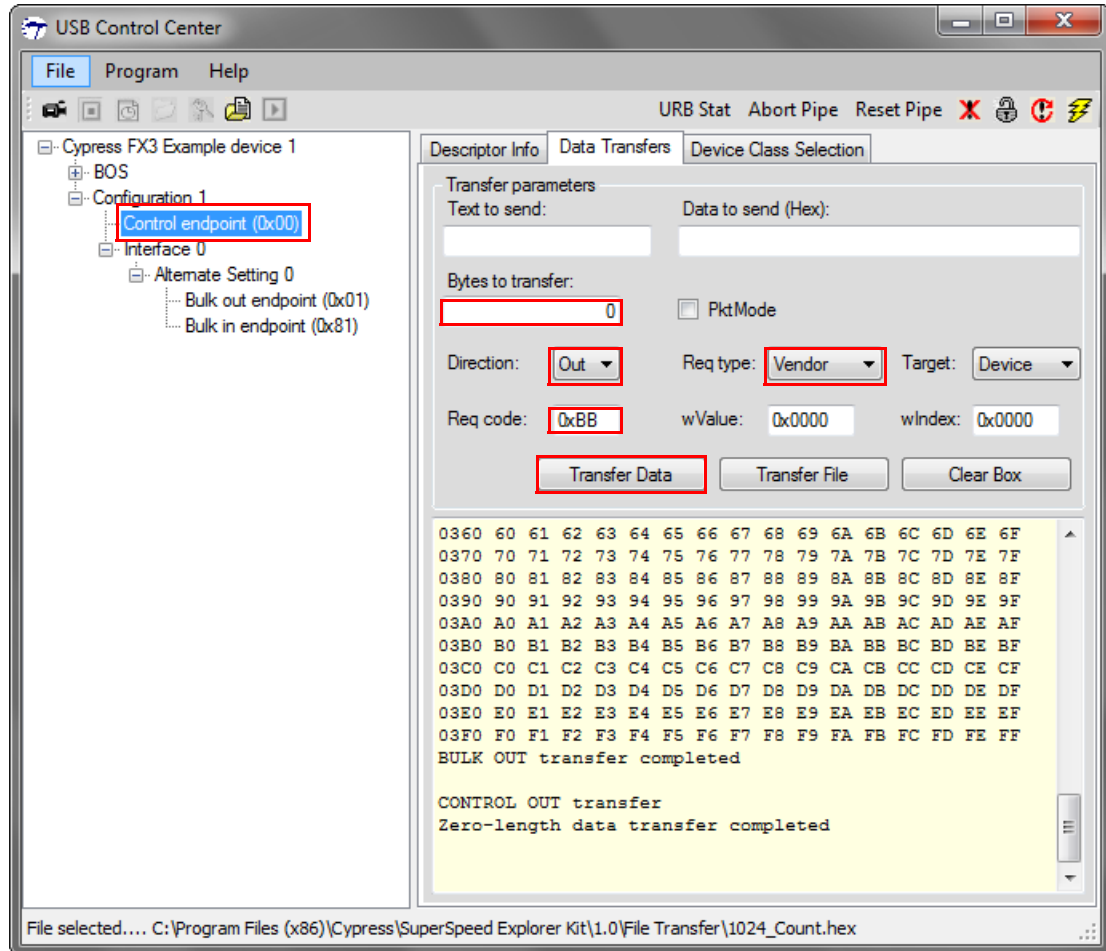 USB Control Center
File Program Help
URB Stat Abort Pipe Reset Pipe
Cypress FX3 Example device 1
BOS
Configuration 1
Control endpoint (0x00)
Interface 0
Alternate Setting 0
Bulk out endpoint (0x01)
Bulk in endpoint (0x81)
Descriptor Info Data Transfers Device Class Selection
Transfer parameters
Text to send: Data to send (Hex):
Bytes to transfer:
0 PktMode
Direction: Out Req type: Vendor Target: Device
Req code: 0xBB wValue: 0x0000 wIndex: 0x0000
Transfer Data Transfer File Clear Box
0360 60 61 62 63 64 65 66 67 68 69 6A 6B 6C 6D 6E 6F
0370 70 71 72 73 74 75 76 77 78 79 7A 7B 7C 7D 7E 7F
0380 80 81 82 83 84 85 86 87 88 89 8A 8B 8C 8D 8E 8F
0390 90 91 92 93 94 95 96 97 98 99 9A 9B 9C 9D 9E 9F
03A0 A0 A1 A2 A3 A4 A5 A6 A7 A8 A9 AA AB AC AD AE AF
03B0 B0 B1 B2 B3 B4 B5 B6 B7 B8 B9 BA BB BC BD BE BF
03C0 C0 C1 C2 C3 C4 C5 C6 C7 C8 C9 CA CB CC CD CE CF
03D0 D0 D1 D2 D3 D4 D5 D6 D7 D8 D9 DA DB DC DD DE DF
03E0 E0 E1 E2 E3 E4 E5 E6 E7 E8 E9 EA EB EC ED EE EF
03F0 F0 F1 F2 F3 F4 F5 F6 F7 F8 F9 FA FB FC FD FE FF
BULK OUT transfer completed
CONTROL OUT transfer
Zero-length data transfer completed
File selected.... C:\Program Files (x86)\Cypress\SuperSpeed Explorer Kit\1.0\File Transfer\1024_Count.hex